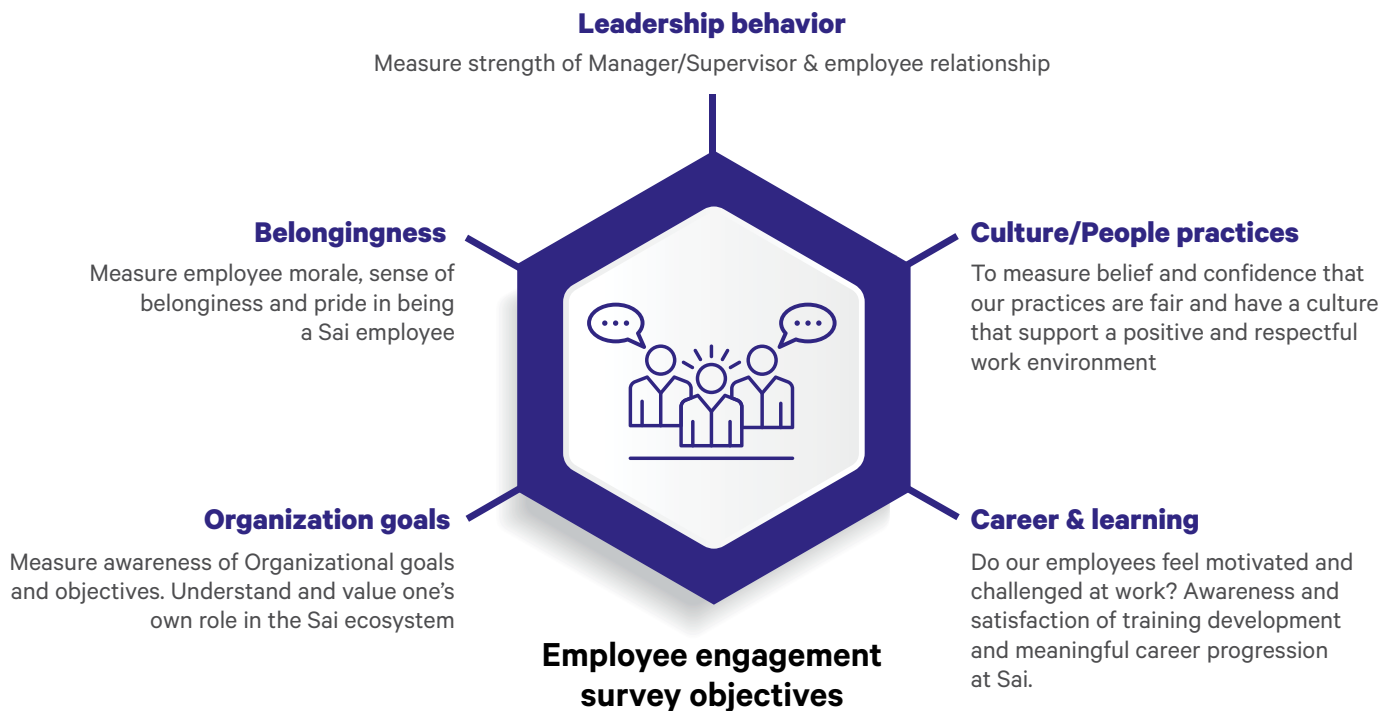 Leadership behavior
Measure strength of Manager/Supervisor & employee relationship
Belongingness
Measure employee morale, sense of
belonginess and pride in being
a Sai employee
Culture/People practices
To measure belief and confidence that
our practices are fair and have a culture
that support a positive and respectful
work environment
Organization goals
Measure awareness of Organizational goals
and objectives. Understand and value one’s
own role in the Sai ecosystem
Career & learning
Do our employees feel motivated and
challenged at work? Awareness and
satisfaction of training development
and meaningful career progression
at Sai.
Employee engagement
survey objectives